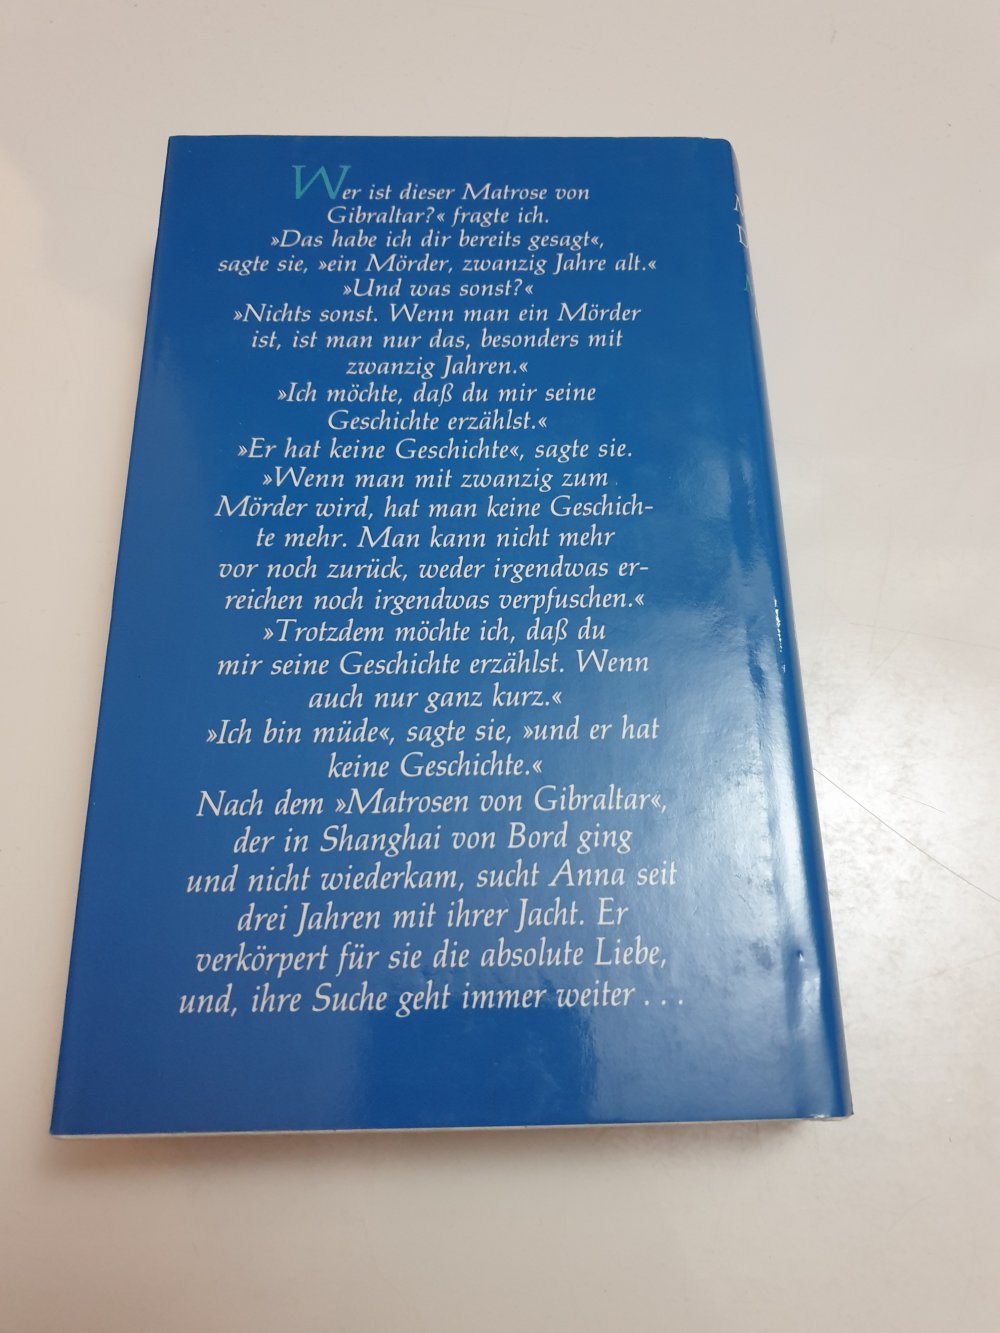 Wer ist dieser Matrose von
Gibraltar?« fragte ich.
»Das habe ich dir bereits gesagt«,
sagte sie, »ein Mörder, zwanzig Jahre alt.«
»Und was sonst?«
»Nichts sonst. Wenn man ein Mörder
ist, ist man nur das, besonders mit
zwanzig Jahren.«
»Ich möchte, daß du mir seine
Geschichte erzählst.«
»Er hat keine Geschichte«, sagte sie.
»Wenn man mit zwanzig zum
Mörder wird, hat man keine Geschich-
te mehr. Man kann nicht mehr
vor noch zurück, weder irgendwas er-
reichen noch irgendwas verpfuschen.«
»Trotzdem möchte ich, daß du
mir seine Geschichte erzählst. Wenn
auch nur ganz kurz.«
»Ich bin müde«, sagte sie, »und er hat
keine Geschichte.«
Nach dem »Matrosen von Gibraltar«,
der in Shanghai von Bord ging
und nicht wiederkam, sucht Anna seit
drei Jahren mit ihrer Jacht. Er
verkörpert für sie die absolute Liebe,
und, ihre Suche geht immer weiter . . .